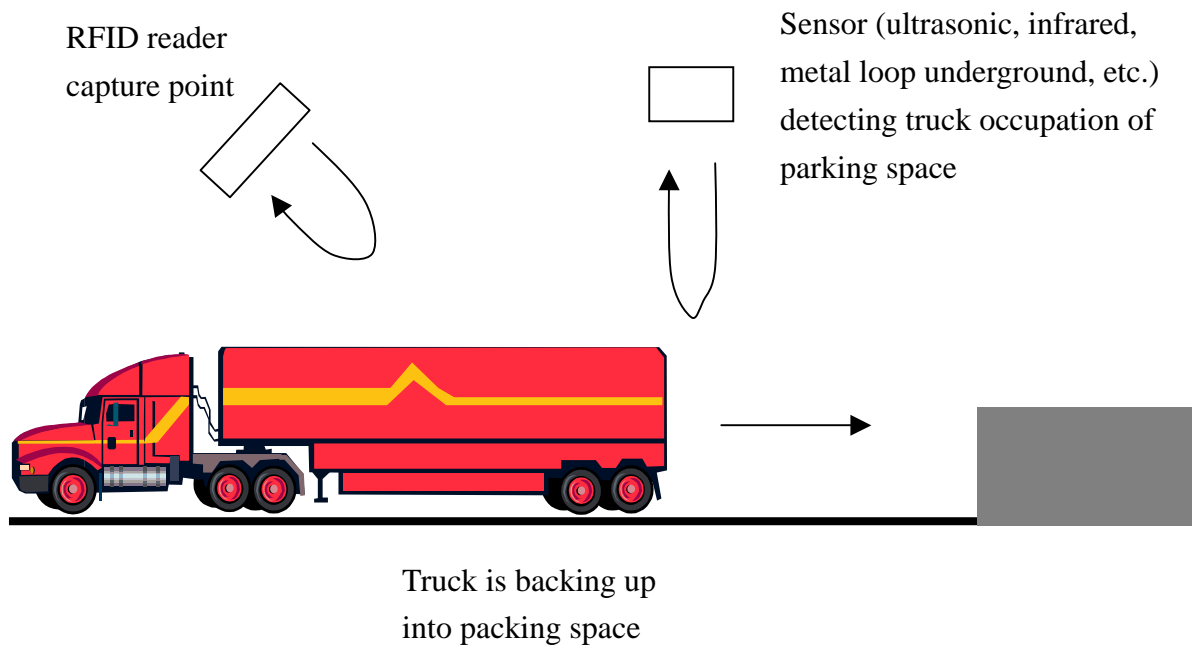 RFID reader
capture point
Sensor (ultrasonic, infrared,
metal loop underground, etc.)
detecting truck occupation of
parking space
Truck is backing up
into packing space